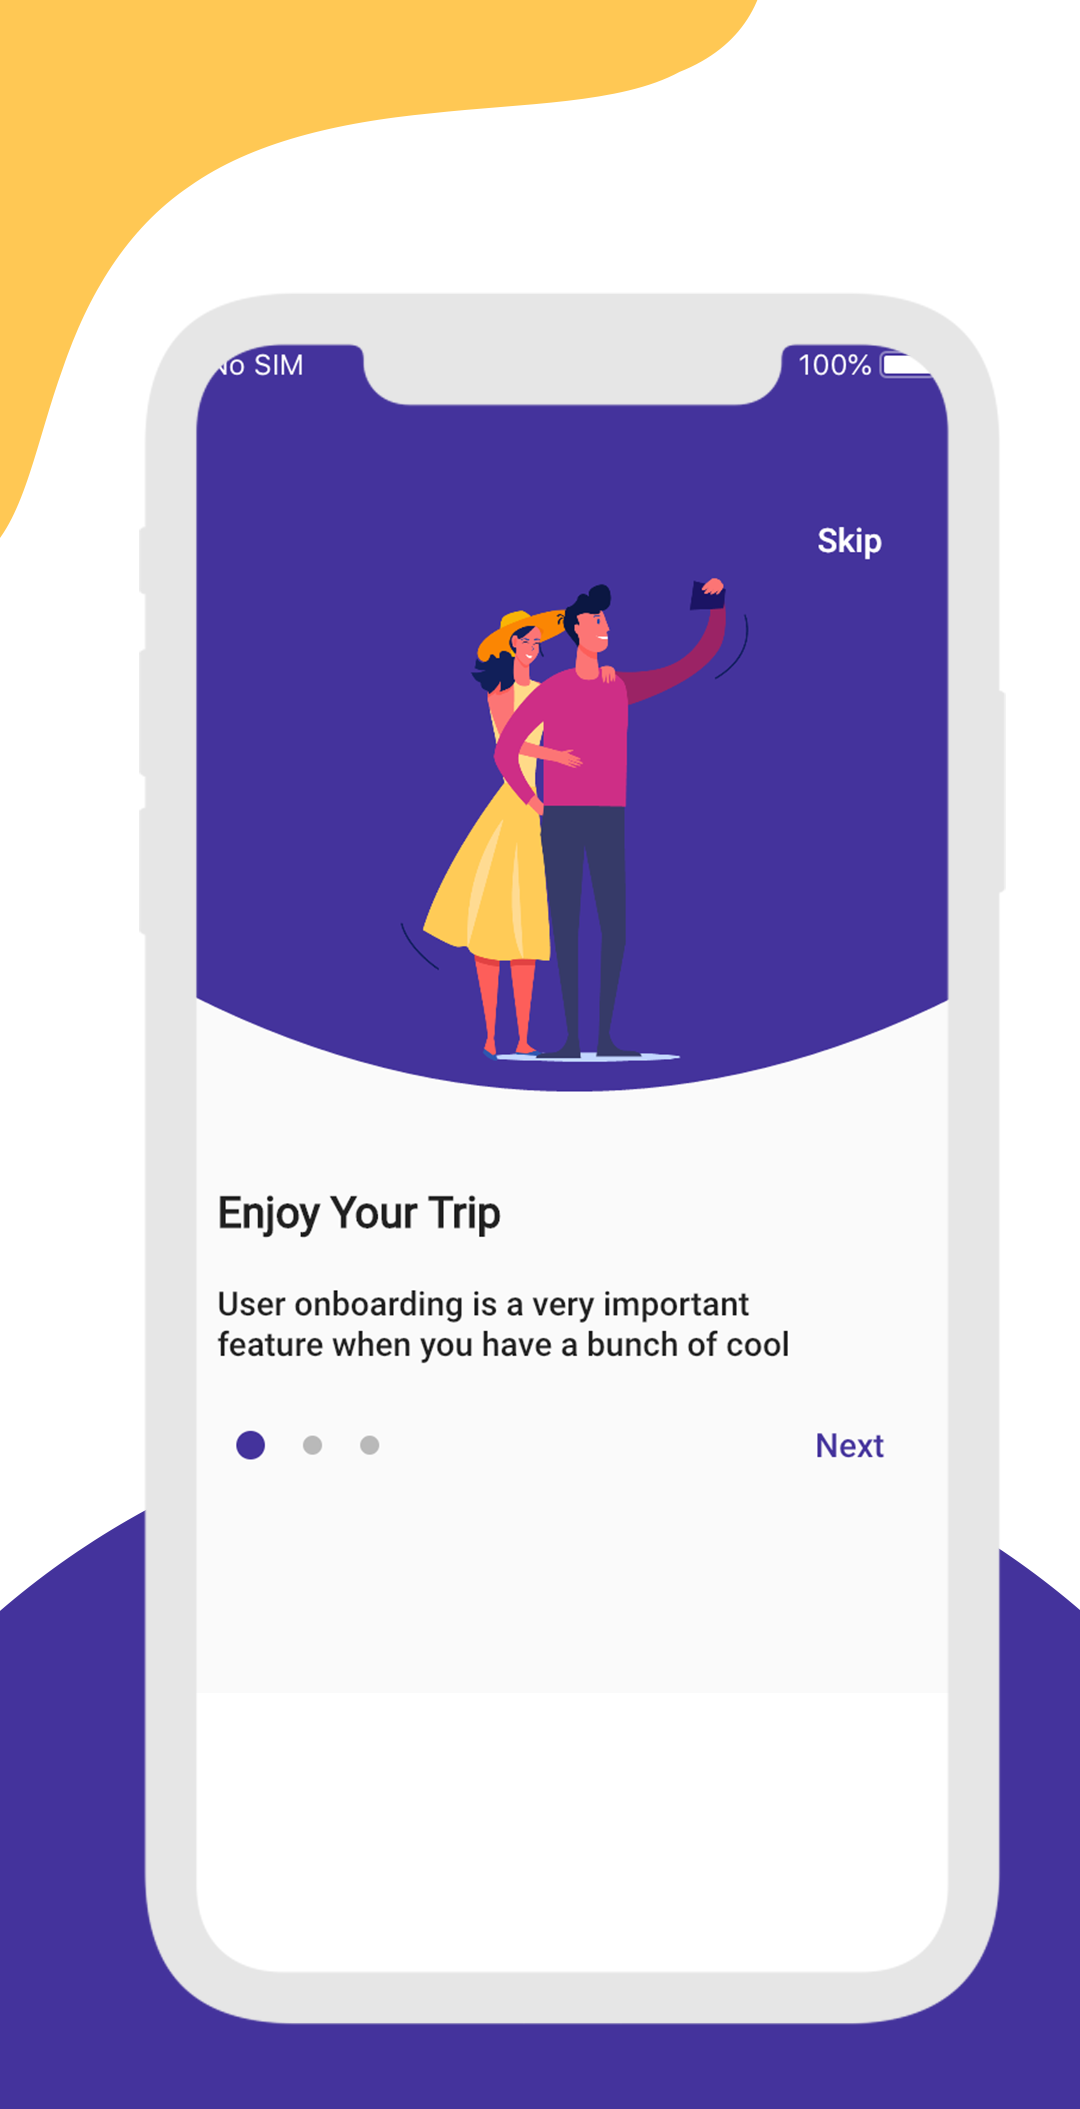 No SIM
100%
Skip
Enjoy Your Trip
User onboarding is a very important
feature when you have a bunch of cool
Next